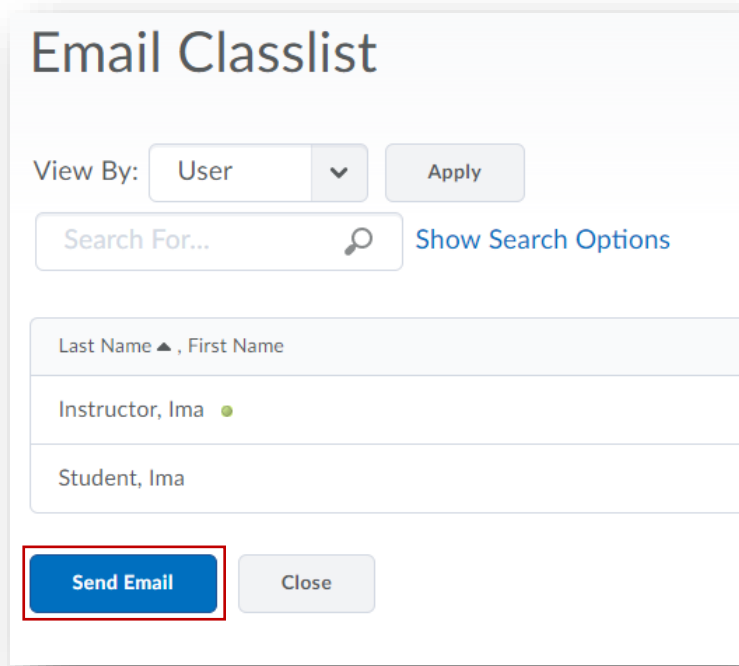 Email Classlist
View By: User Apply
Search For... Show Search Options
Last Name , First Name
Instructor, Ima
Student, Ima
Send Email Close